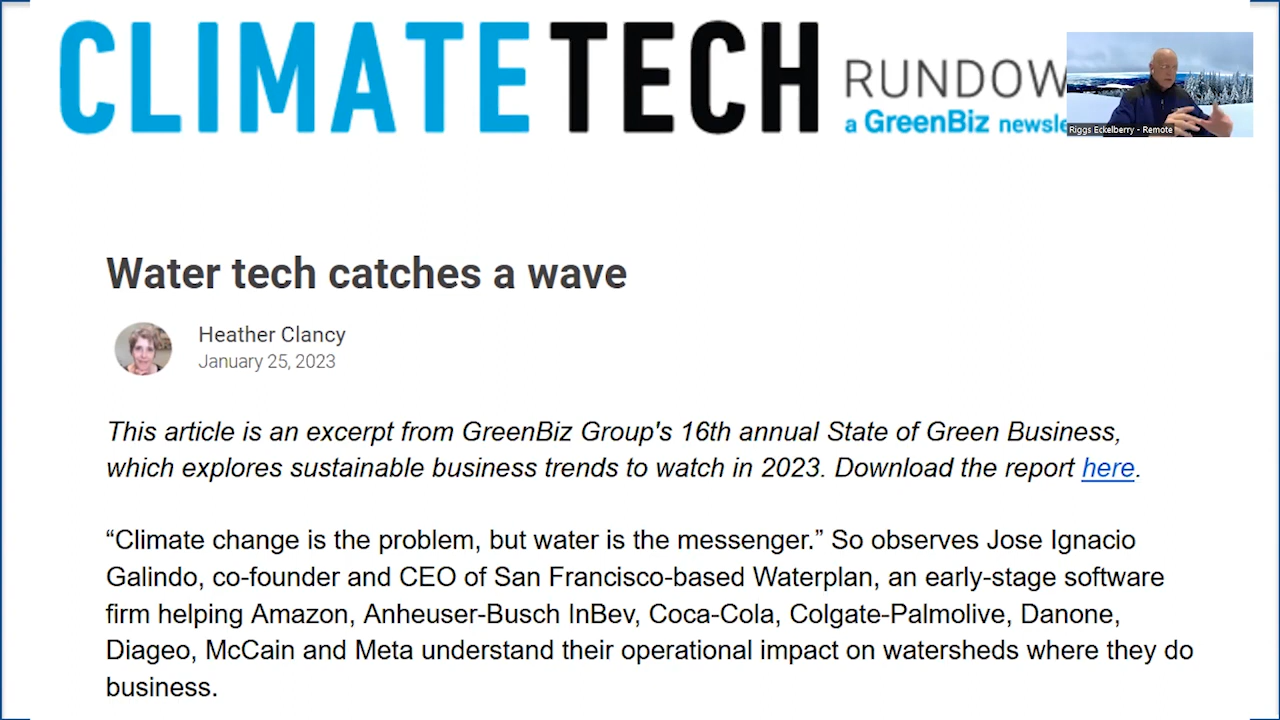 CLIMATETECH RUNDOW
a GreenBiz newsle
Riggs Eckelberry - Remote
Water tech catches a wave
Heather Clancy
January 25, 2023
This article is an excerpt from GreenBiz Group's 16th annual State of Green Business,
which explores sustainable business trends to watch in 2023. Download the report here.
“Climate change is the problem, but water is the messenger.” So observes Jose Ignacio
Galindo, co-founder and CEO of San Francisco-based Waterplan, an early-stage software
firm helping Amazon, Anheuser-Busch InBev, Coca-Cola, Colgate-Palmolive, Danone,
Diageo, McCain and Meta understand their operational impact on watersheds where they do
business.